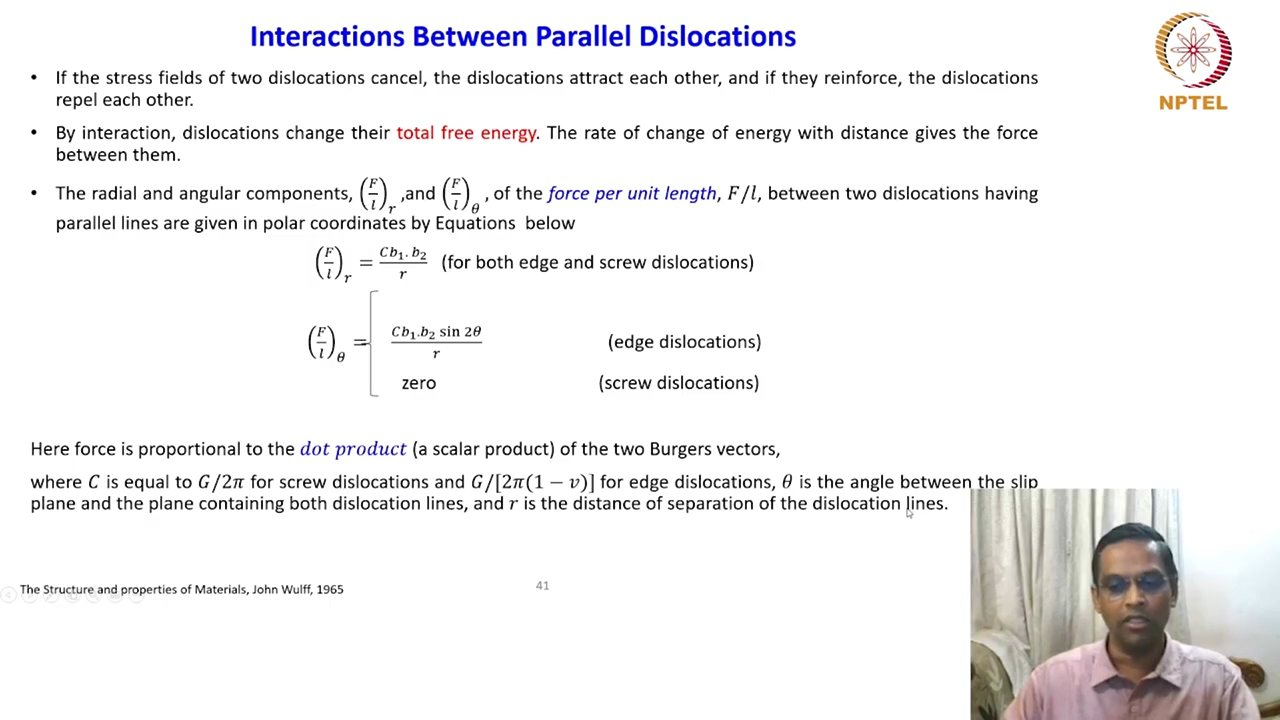 Interactions Between Parallel Dislocations
NPTEL
• If the stress fields of two dislocations cancel, the dislocations attract each other, and if they reinforce, the dislocations
repel each other.
• By interaction, dislocations change their total free energy. The rate of change of energy with distance gives the force
between them.
• The radial and angular components, (F/l)_r ,and (F/l)_θ , of the force per unit length, F/l, between two dislocations having
parallel lines are given in polar coordinates by Equations below
(F/l)_r = Cb₁. b₂/r (for both edge and screw dislocations)
(F/l)_θ = Cb₁.b₂ sin 2θ/r (edge dislocations)
zero (screw dislocations)
Here force is proportional to the dot product (a scalar product) of the two Burgers vectors,
where C is equal to G/2π for screw dislocations and G/[2π(1 − ν)] for edge dislocations, θ is the angle between the slip
plane and the plane containing both dislocation lines, and r is the distance of separation of the dislocation lines.
The Structure and properties of Materials, John Wulff, 1965
41